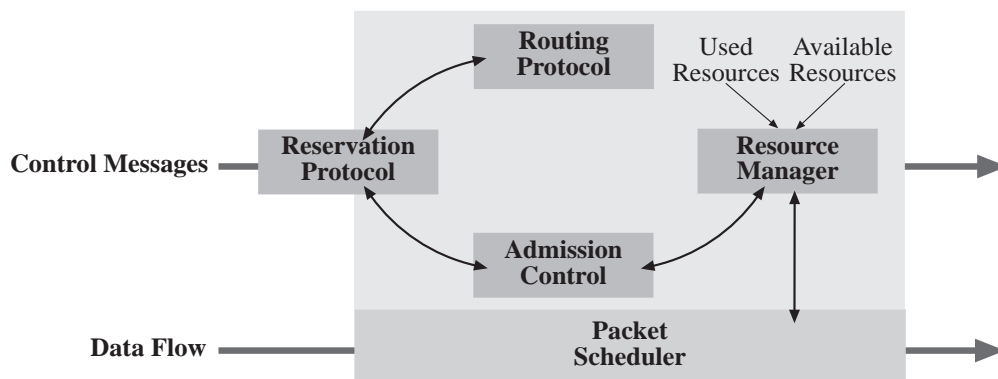 Routing
Protocol
Used
Resources
Available
Resources
Control Messages
Reservation
Protocol
Resource
Manager
Admission
Control
Data Flow
Packet
Scheduler